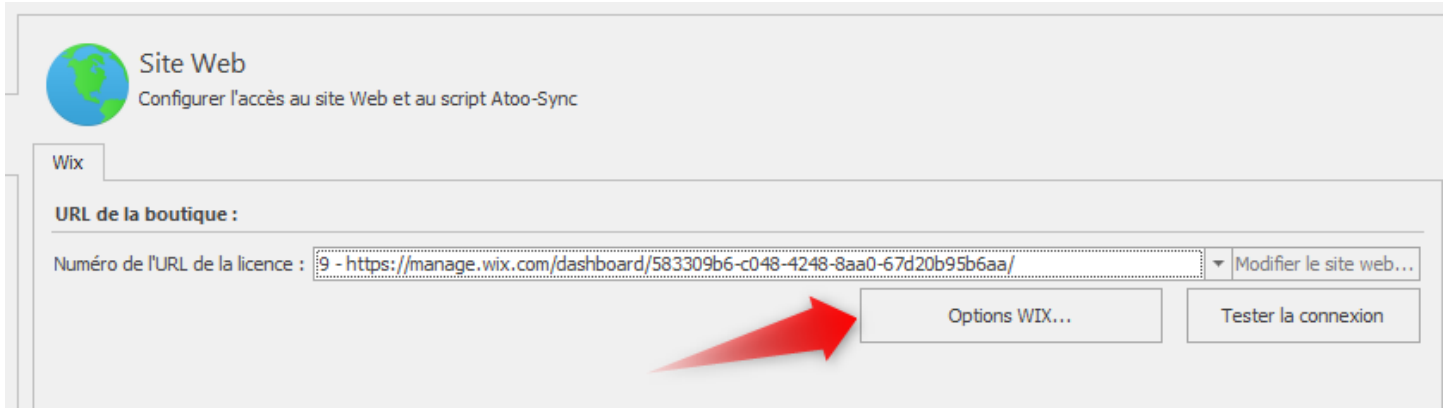 Site Web
Configurer l'accès au site Web et au script Atoo-Sync
Wix
URL de la boutique :
Numéro de l'URL de la licence : 9 - https://manage.wix.com/dashboard/583309b6-c048-4248-8aa0-67d20b95b6aa/ Modifier le site web...
Options WIX... Tester la connexion